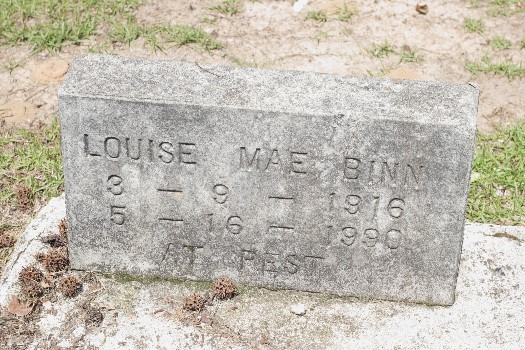 LOUISE MAE BINN
3 — 9 — 1916
5 — 16 — 1990
AT REST